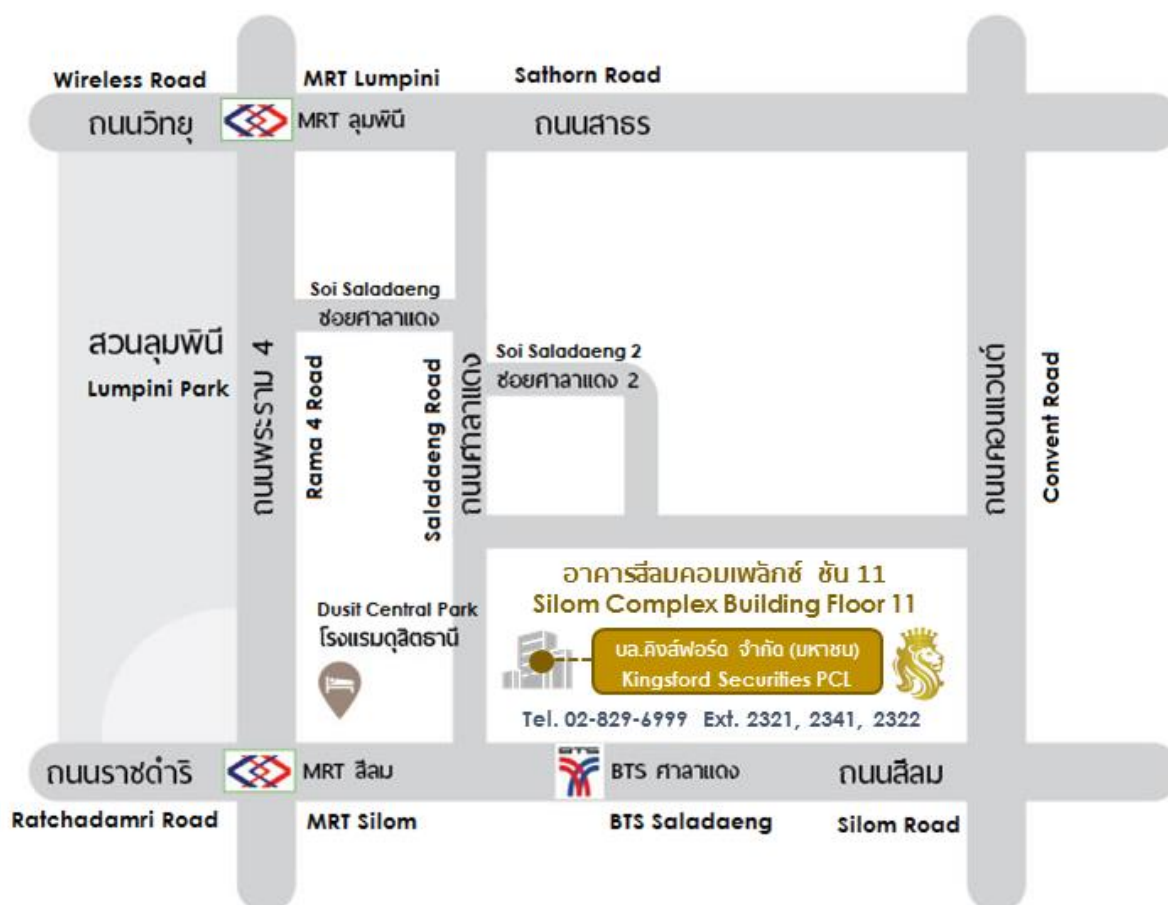 Wireless Road
MRT Lumpini
Sathorn Road
ถนนวิทยุ
MRT ลุมพินี
ถนนสาธร
Soi Saladaeng
ซอยศาลาแดง
Soi Saladaeng 2
ซอยศาลาแดง 2
สวนลุมพินี
Lumpini Park
ถนนพระราม 4
Rama 4 Road
Saladaeng Road
ถนนศาลาแดง
ถนนคอนแวนต์
Convent Road
อาคารสีลมคอมเพล็กซ์ ชั้น 11
Silom Complex Building Floor 11
Dusit Central Park
โรงแรมดุสิตธานี
บล.คิงส์ฟอร์ด จำกัด (มหาชน)
Kingsford Securities PCL
Tel. 02-829-6999 Ext. 2321, 2341, 2322
BTS
ถนนราชดำริ
MRT สีลม
BTS ศาลาแดง
ถนนสีลม
Ratchadamri Road
MRT Silom
BTS Saladaeng
Silom Road